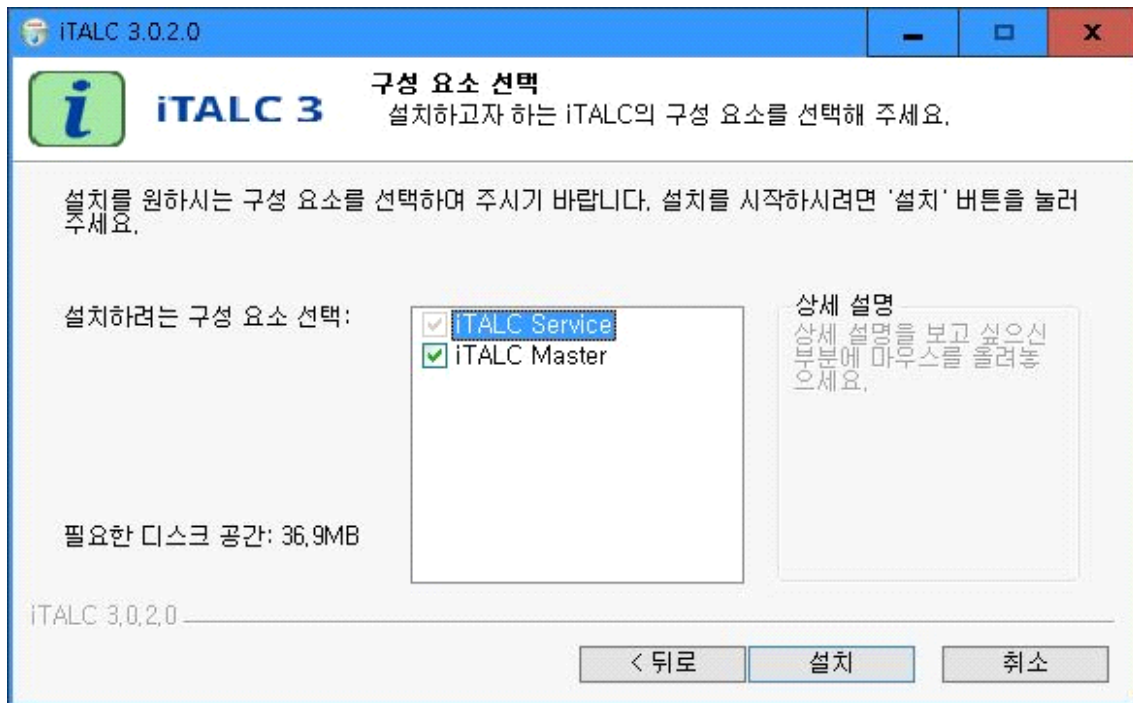 iTALC 3.0.2.0
i iTALC 3
구성 요소 선택
설치하고자 하는 iTALC의 구성 요소를 선택해 주세요.
설치를 원하시는 구성 요소를 선택하여 주시기 바랍니다. 설치를 시작하시려면 '설치' 버튼을 눌러
주세요.
설치하려는 구성 요소 선택:
iTALC Service
iTALC Master
상세 설명
상세 설명을 보고 싶으신
부분에 마우스를 올려놓
으세요.
필요한 디스크 공간: 36.9MB
iTALC 3.0.2.0
< 뒤로
설치
취소